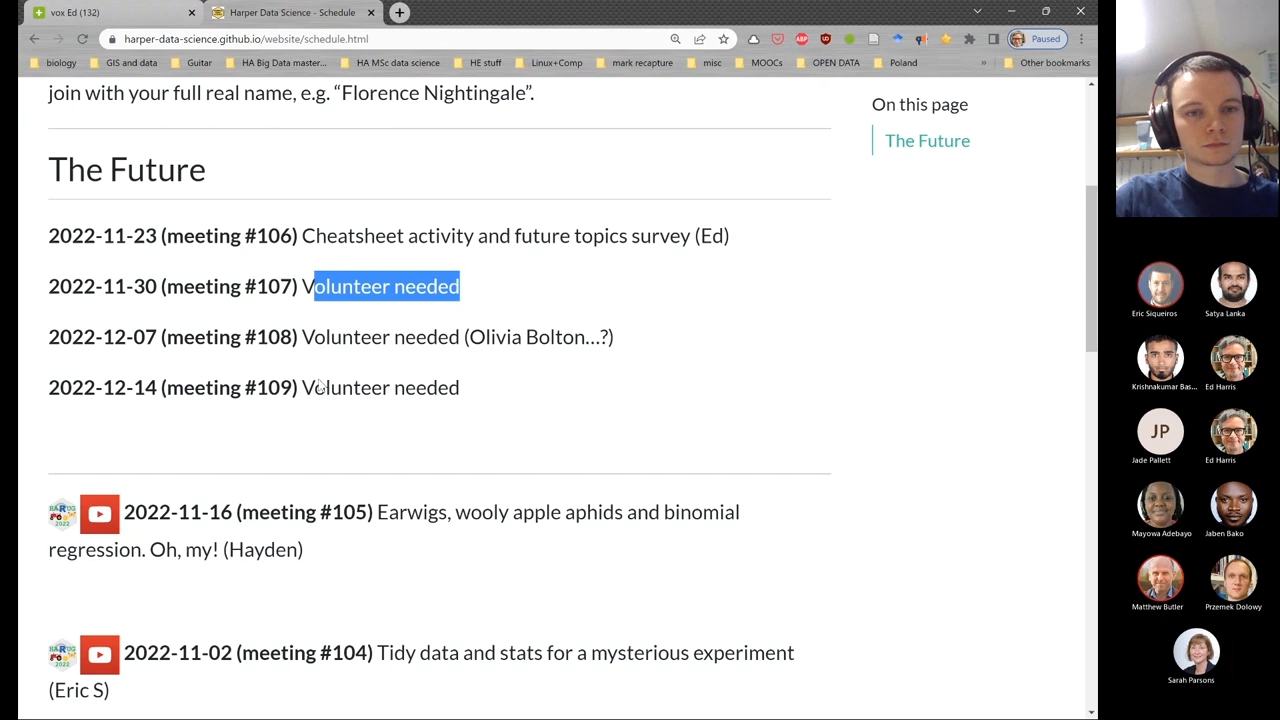 vox Ed (132)
Harper Data Science - Schedule
harper-data-science.github.io/website/schedule.html
Paused
biology
GIS and data
Guitar
HA Big Data master...
HA MSc data science
HE stuff
Linux+Comp
mark recapture
misc
MOOCs
OPEN DATA
Poland
»
Other bookmarks
join with your full real name, e.g. “Florence Nightingale”.
On this page
The Future
The Future
2022-11-23 (meeting #106) Cheatsheet activity and future topics survey (Ed)
2022-11-30 (meeting #107) Volunteer needed
2022-12-07 (meeting #108) Volunteer needed (Olivia Bolton…?)
2022-12-14 (meeting #109) Volunteer needed
2022-11-16 (meeting #105) Earwigs, wooly apple aphids and binomial
regression. Oh, my! (Hayden)
2022-11-02 (meeting #104) Tidy data and stats for a mysterious experiment
(Eric S)
Eric Siqueiros
Satya Lanka
Krishnakumar Bas...
Ed Harris
JP
Jade Pallett
Ed Harris
Mayowa Adebayo
Jaben Bako
Matthew Butler
Przemek Dolowy
Sarah Parsons